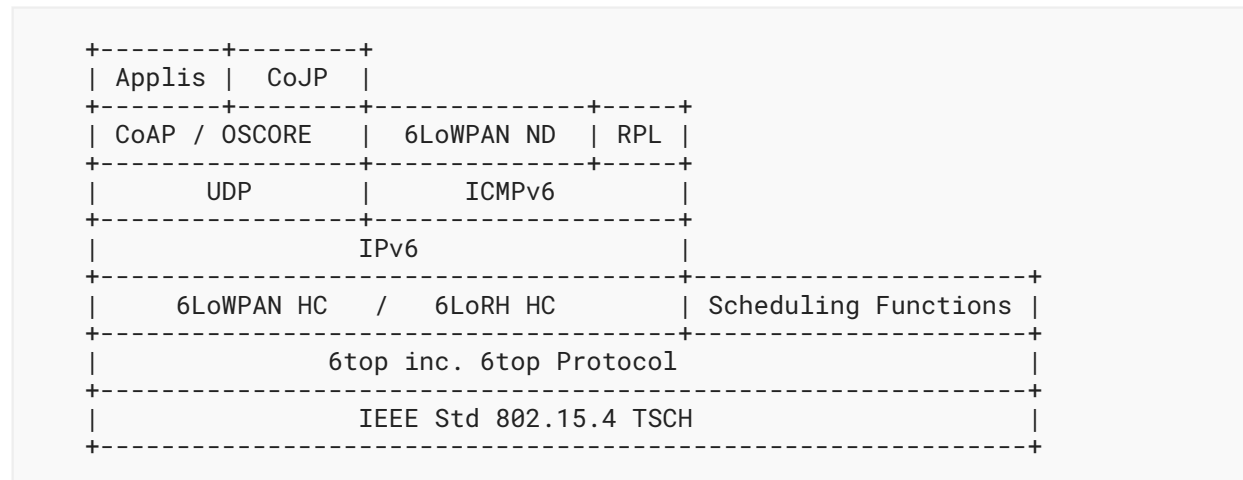 +--------+--------+
| Applis |  CoJP  |
+--------+--------+--------------+-----+
| CoAP / OSCORE   |  6LoWPAN ND  | RPL |
+-----------------+--------------+-----+
|       UDP       |      ICMPv6        |
+-----------------+--------------------+
|                 IPv6                 |
+--------------------------------------+----------------------+
|     6LoWPAN HC   /   6LoRH HC        | Scheduling Functions |
+--------------------------------------+----------------------+
|               6top inc. 6top Protocol                       |
+-------------------------------------------------------------+
|                 IEEE Std 802.15.4 TSCH                      |
+-------------------------------------------------------------+